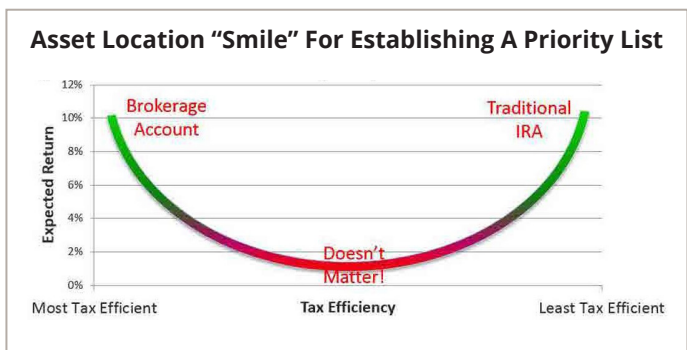 Asset Location “Smile” For Establishing A Priority List
12%
10%
8%
6%
4%
2%
0%
Expected Return
Brokerage
Account
Traditional
IRA
Doesn't
Matter!
Most Tax Efficient
Tax Efficiency
Least Tax Efficient